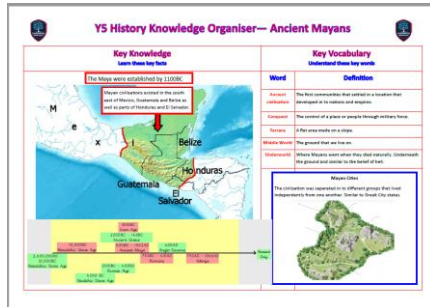 Y5 History Knowledge Organiser— Ancient Mayans
Key Knowledge
Learn these key facts
The Maya were established by 1100BC
Mayan civilisations existed in the south
east of Mexico, Guatemala and Belize as
well as parts of Honduras and El Salvador.
M e x i
Belize
Honduras
Guatemala
El
Salvador
Key Vocabulary
Understand these key words
Word Definition
Ancient civilisation
The first communities that settled in a location that
developed in to nations and empires.
Conquest The control of a place or people through military force.
Terrace A flat area made on a slope.
Middle World The ground that we live on.
Underworld Where Mayans went when they died naturally. Underneath
the ground and similar to the belief of hell.
Mayan Cities
The civilisation was separated in to different groups that lived
independently from one another. Similar to Greek City states.